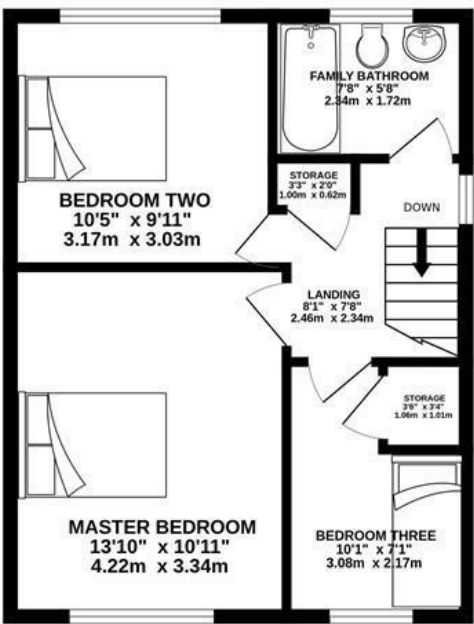 FAMILY BATHROOM
7'8" x 5'8"
2.34m x 1.72m
STORAGE
3'3" x 2'0"
1.00m x 0.62m
BEDROOM TWO
10'5" x 9'11"
3.17m x 3.03m
DOWN
LANDING
8'1" x 7'8"
2.46m x 2.34m
STORAGE
3'6" x 3'4"
1.06m x 1.01m
MASTER BEDROOM
13'10" x 10'11"
4.22m x 3.34m
BEDROOM THREE
10'1" x 7'1"
3.08m x 2.17m